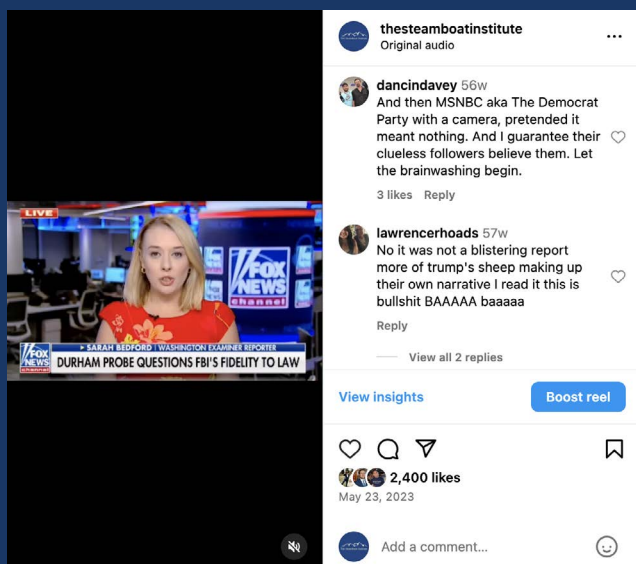 LIVE
FOX
NEWS
channel
SARAH BEDFORD | WASHINGTON EXAMINER REPORTER
FOX
NEWS
channel
DURHAM PROBE QUESTIONS FBI'S FIDELITY TO LAW
thesteamboatinstitute
Original audio
dancindavey 56w
And then MSNBC aka The Democrat
Party with a camera, pretended it
meant nothing. And I guarantee their
clueless followers believe them. Let
the brainwashing begin.
3 likes Reply
lawrencerhoads 57w
No it was not a blistering report
more of trump's sheep making up
their own narrative I read it this is
bullshit BAAAAA baaaaa
Reply
View all 2 replies
View insights
Boost reel
2,400 likes
May 23, 2023
Add a comment...